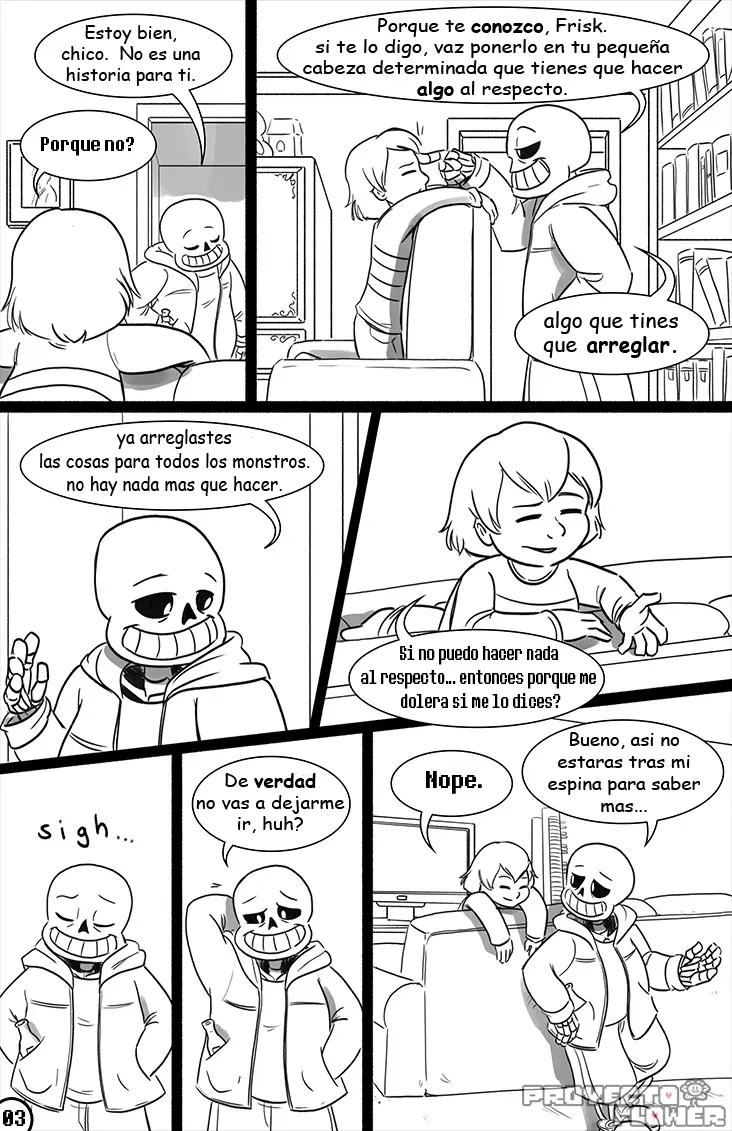 Estoy bien,
chico. No es una
historia para ti.
Porque no?
Porque te conozco, Frisk.
si te lo digo, vaz ponerlo en tu pequeña
cabeza determinada que tienes que hacer
algo al respecto.
algo que tines
que arreglar.
ya arreglastes
las cosas para todos los monstros.
no hay nada mas que hacer.
Si no puedo hacer nada
al respecto... entonces porque me
dolera si me lo dices?
sigh...
De verdad
no vas a dejarme
ir, huh?
Nope.
Bueno, asi no
estaras tras mi
espina para saber
mas...
03
PROYECTO
FLOWER